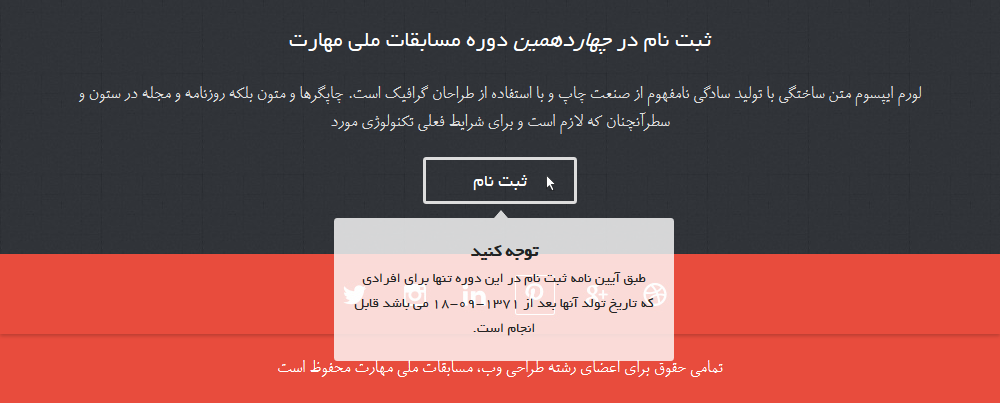 ثبت نام در چهاردهمین دوره مسابقات ملی مهارت
لورم ایپسوم متن ساختگی با تولید سادگی نامفهوم از صنعت چاپ و با استفاده از طراحان گرافیک است. چاپگرها و متون بلکه روزنامه و مجله در ستون و
سطرآنچنان که لازم است و برای شرایط فعلی تکنولوژی مورد
ثبت نام
توجه کنید
طبق آیین نامه ثبت نام در این دوره تنها برای افرادی
که تاریخ تولد آنها بعد از ۱۳۷۱-۰۹-۱۸ می باشد قابل
انجام است.
تمامی حقوق برای اعضای رشته طراحی وب، مسابقات ملی مهارت محفوظ است